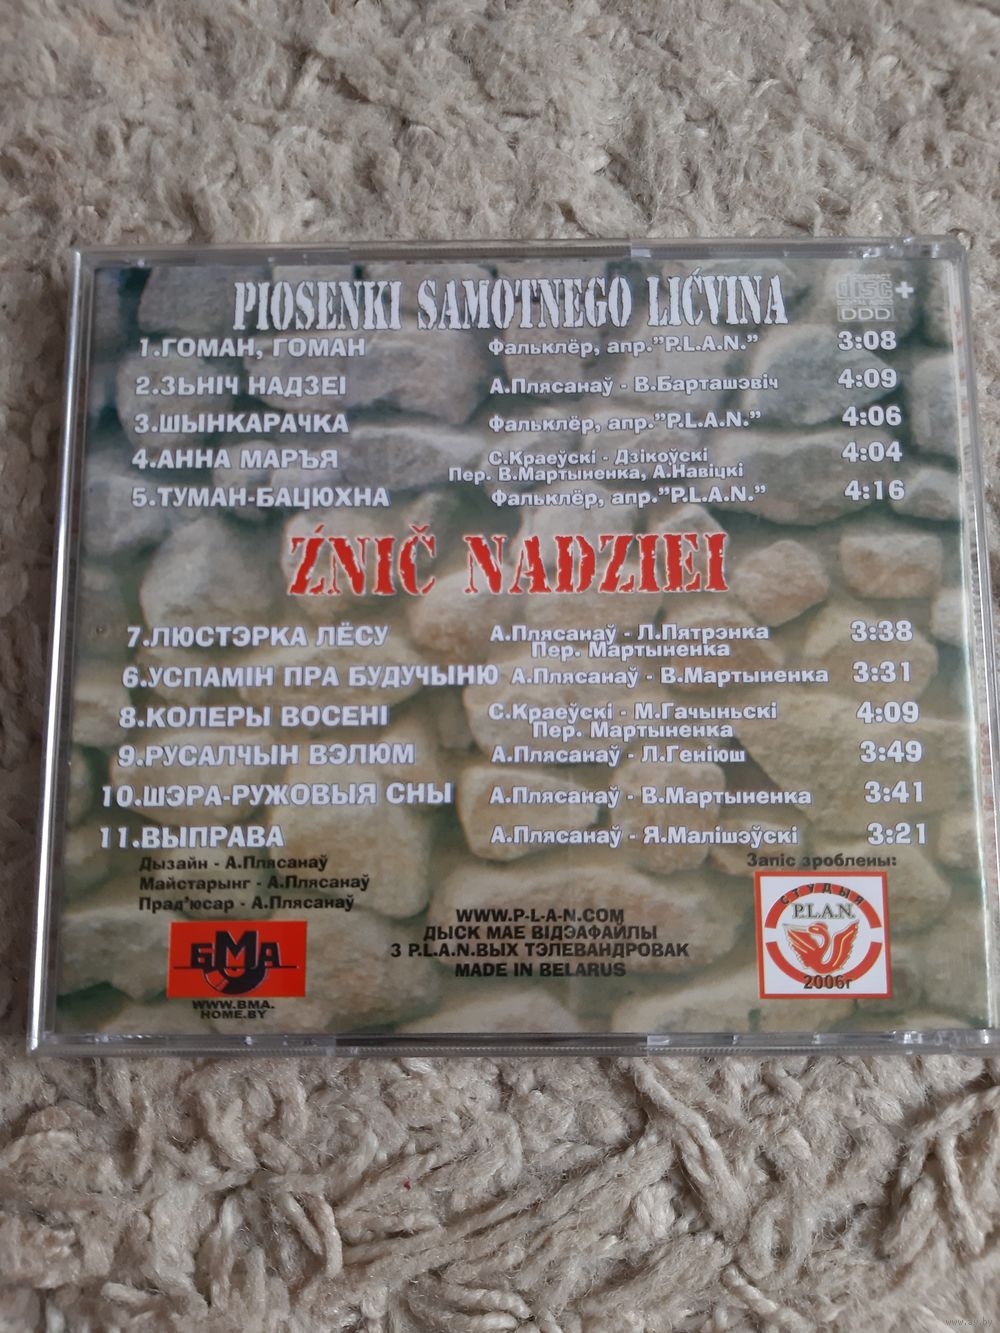 PIOSENKI SAMOTNEGO LIĆVINA
disc +
DDD
1.ГОМАН, ГОМАН Фальклёр, апр."P.L.A.N." 3:08
2.ЗЬНІЧ НАДЗЕІ А.Плясанаў - В.Барташэвіч 4:09
3.ШЫНКАРАЧКА Фальклёр, апр."P.L.A.N." 4:06
4.АННА МАРЪЯ С.Краеўскі - Дзікоўскі 4:04
Пер. В.Мартыненка, А.Навіцкі
5.ТУМАН-БАЦЮХНА Фальклёр, апр."P.L.A.N." 4:16
ŹNIČ NADZIEI
7.ЛЮСТЭРКА ЛЁСУ А.Плясанаў - Л.Пятрэнка 3:38
Пер. Мартыненка
6.УСПАМІН ПРА БУДУЧЫНЮ А.Плясанаў - В.Мартыненка 3:31
8.КОЛЕРЫ ВОСЕНІ С.Краеўскі - М.Гачыньскі 4:09
Пер. Мартыненка
9.РУСАЛЧЫН ВЭЛЮМ А.Плясанаў - Л.Геніюш 3:49
10.ШЭРА-РУЖОВЫЯ СНЫ А.Плясанаў - В.Мартыненка 3:41
11.ВЫПРАВА А.Плясанаў - Я.Малішэўскі 3:21
Дызайн - А.Плясанаў
Майстарынг - А.Плясанаў
Прад'юсар - А.Плясанаў
Запіс зроблены:
СТУДЫЯ
P.L.A.N.
2006г
WWW.P-L-A-N.COM
ДЫСК МАЕ ВІДЭАФАЙЛЫ
З P.L.A.N.ВЫХ ТЭЛЕВАНДРОВАК
MADE IN BELARUS
БМА
WWW.BMA.
HOME.BY
www.ay.by